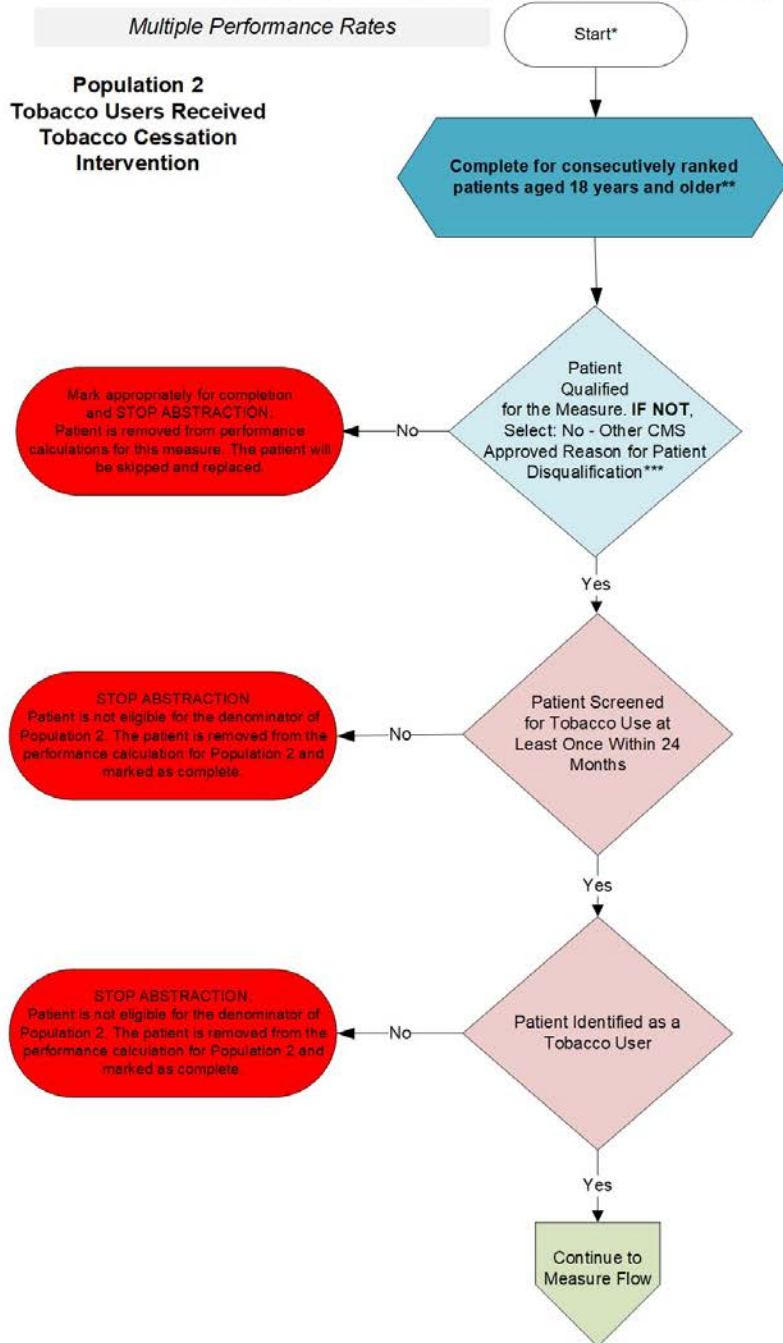 Multiple Performance Rates
Start*
Population 2
Tobacco Users Received
Tobacco Cessation
Intervention
Complete for consecutively ranked
patients aged 18 years and older**
Patient
Qualified
for the Measure. IF NOT,
Select: No - Other CMS
Approved Reason for Patient
Disqualification***
No
Mark appropriately for completion
and STOP ABSTRACTION.
Patient is removed from performance
calculations for this measure. The patient will
be skipped and replaced.
Yes
Patient Screened
for Tobacco Use at
Least Once Within 24
Months
No
STOP ABSTRACTION.
Patient is not eligible for the denominator of
Population 2. The patient is removed from the
performance calculation for Population 2 and
marked as complete.
Yes
Patient Identified as a
Tobacco User
No
STOP ABSTRACTION.
Patient is not eligible for the denominator of
Population 2. The patient is removed from the
performance calculation for Population 2 and
marked as complete.
Yes
Continue to
Measure Flow